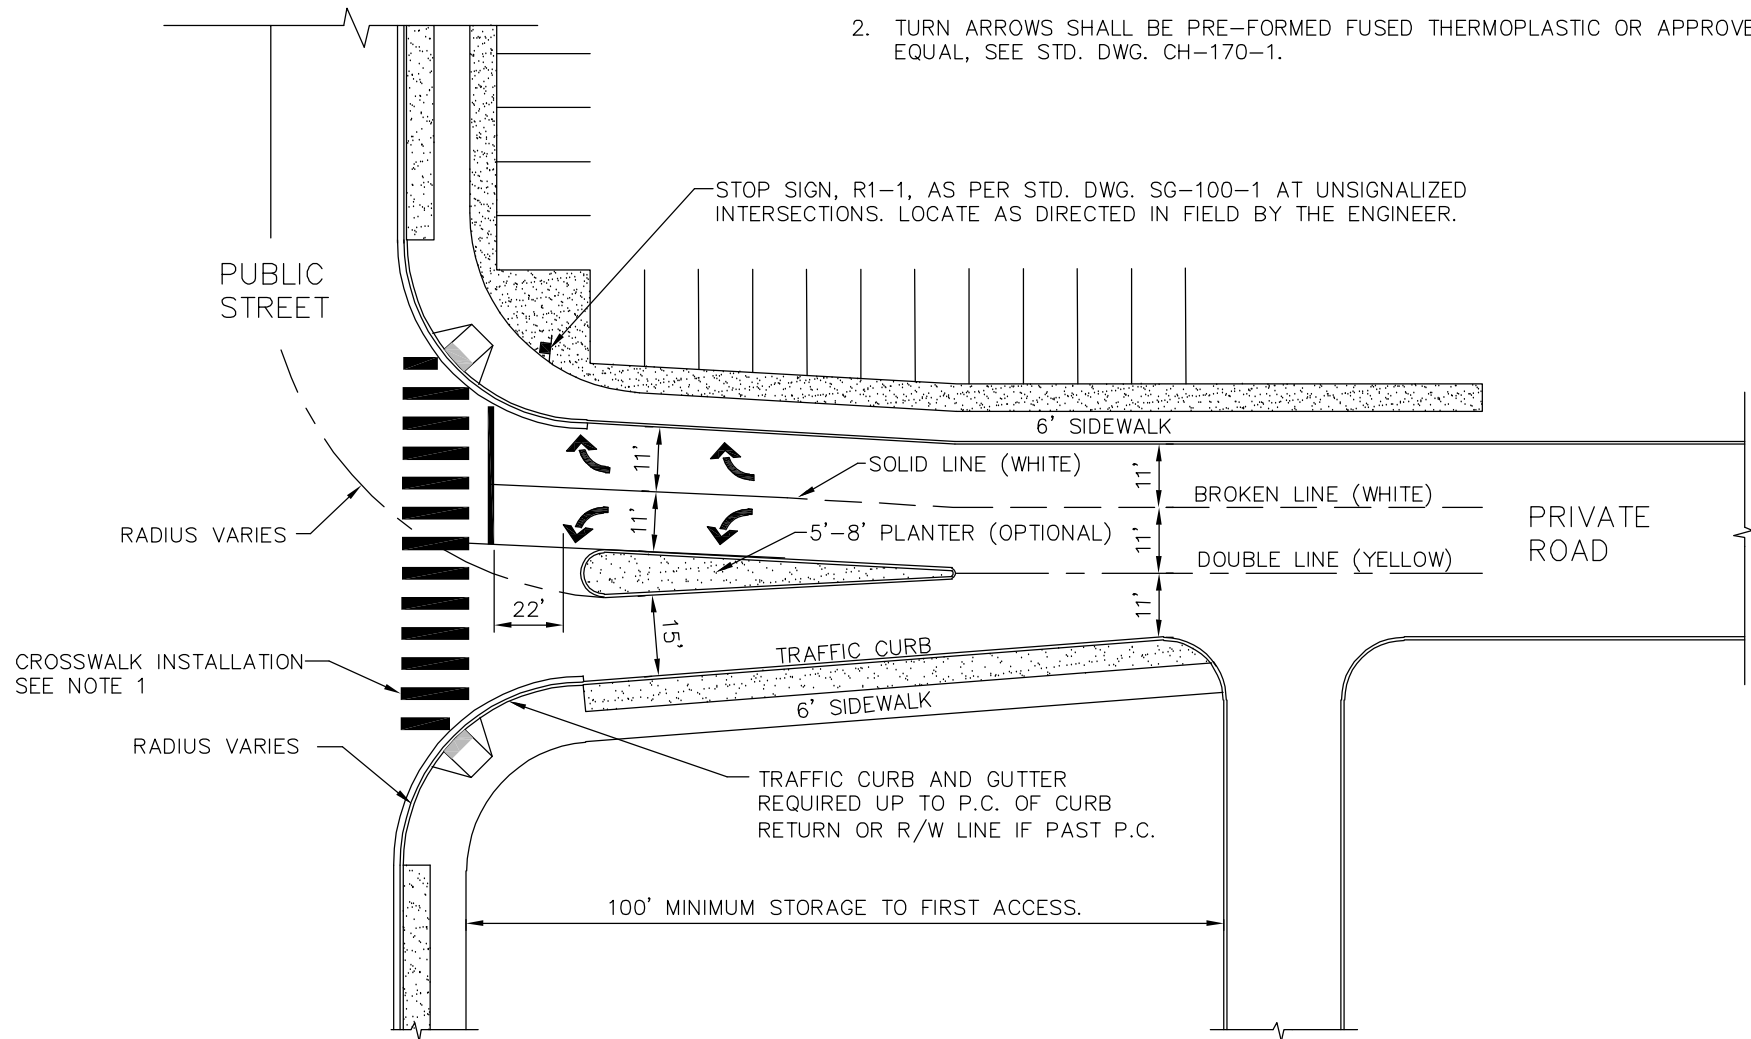 2. TURN ARROWS SHALL BE PRE-FORMED FUSED THERMOPLASTIC OR APPROVE
EQUAL, SEE STD. DWG. CH-170-1.
STOP SIGN, R1-1, AS PER STD. DWG. SG-100-1 AT UNSIGNALIZED
INTERSECTIONS. LOCATE AS DIRECTED IN FIELD BY THE ENGINEER.
PUBLIC
STREET
6' SIDEWALK
11'
SOLID LINE (WHITE)
11'
BROKEN LINE (WHITE)
11'
5'-8' PLANTER (OPTIONAL)
11'
PRIVATE
ROAD
RADIUS VARIES
DOUBLE LINE (YELLOW)
22'
11'
15'
TRAFFIC CURB
CROSSWALK INSTALLATION
SEE NOTE 1
6' SIDEWALK
RADIUS VARIES
TRAFFIC CURB AND GUTTER
REQUIRED UP TO P.C. OF CURB
RETURN OR R/W LINE IF PAST P.C.
100' MINIMUM STORAGE TO FIRST ACCESS.